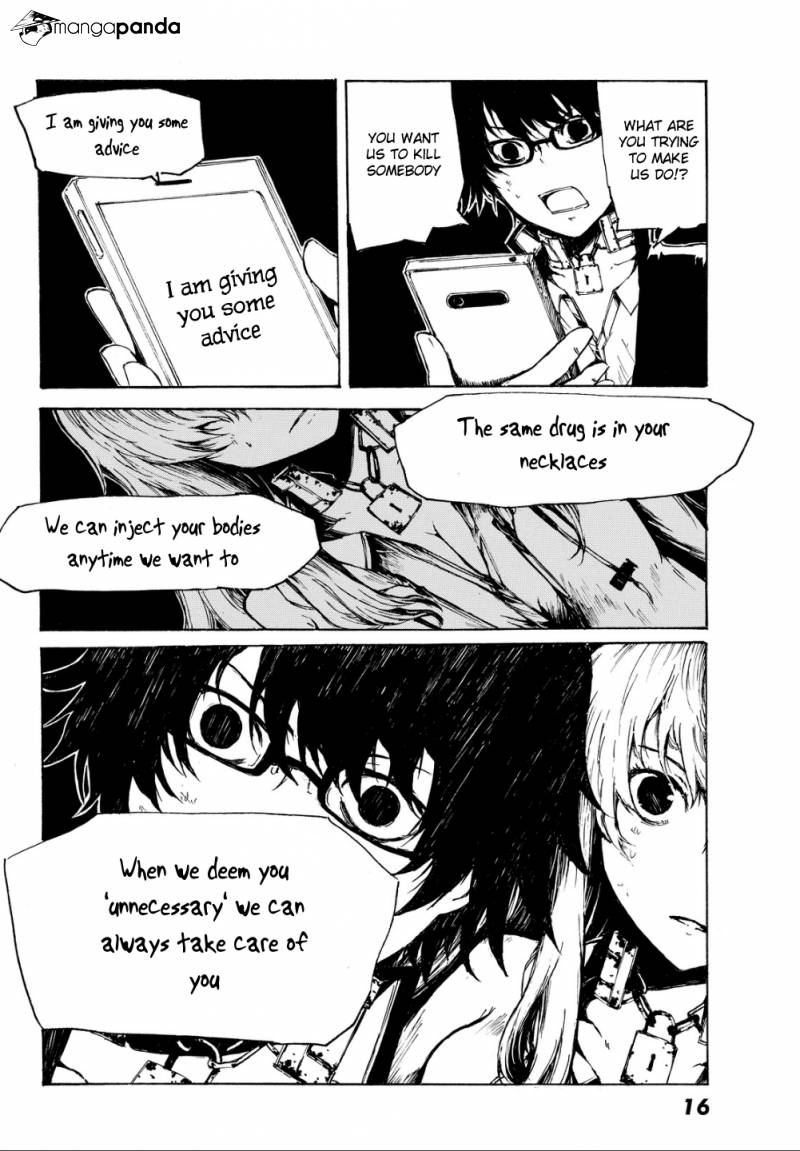 mangapanda
WHAT ARE
YOU TRYING
TO MAKE
US DO!?
YOU WANT
US TO KILL
SOMEBODY
I am giving you some
advice
I am giving
you some
advice
The same drug is in your
necklaces
We can inject your bodies
anytime we want to
When we deem you
'unnecessary' we can
always take care of
you
16